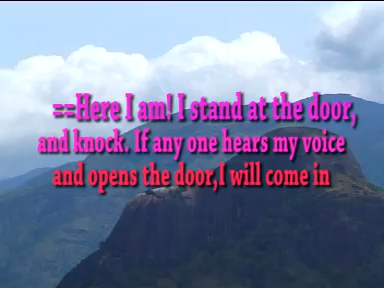 ==Here I am! I stand at the door,
and knock. If any one hears my voice
and opens the door,I will come in